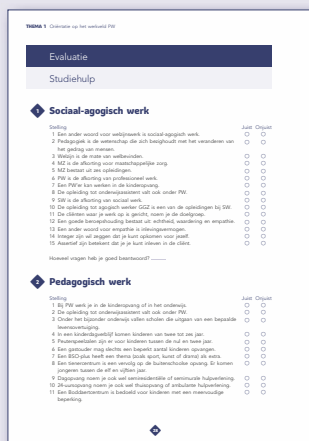 THEMA 1 Oriëntatie op het werkveld PW
Evaluatie
Studiehulp
1 Sociaal-agogisch werk
Stelling Juist Onjuist
1 Een ander woord voor welzijnswerk is sociaal-agogisch werk.
2 Pedagogiek is de wetenschap die zich bezighoudt met het veranderen van
het gedrag van mensen.
3 Welzijn is de mate van welbevinden.
4 MZ is de afkorting voor maatschappelijke zorg.
5 MZ bestaat uit zes opleidingen.
6 PW is de afkorting van professioneel werk.
7 Een PW'er kan werken in de kinderopvang.
8 De opleiding tot onderwijsassistent valt ook onder PW.
9 SW is de afkorting van sociaal werk.
10 De opleiding tot agogisch werker GGZ is een van de opleidingen bij SW.
11 De cliënten waar je werk op is gericht, noem je de doelgroep.
12 Een goede beroepshouding bestaat uit: echtheid, waardering en empathie.
13 Een ander woord voor empathie is inlevingsvermogen.
14 Integer zijn wil zeggen dat je kunt opkomen voor jezelf.
15 Assertief zijn betekent dat je je kunt inleven in de cliënt.
Hoeveel vragen heb je goed beantwoord? ............
2 Pedagogisch werk
Stelling Juist Onjuist
1 Bij PW werk je in de kinderopvang of in het onderwijs.
2 De opleiding tot onderwijsassistent valt ook onder PW.
3 Onder het bijzonder onderwijs vallen scholen die uitgaan van een bepaalde
levensovertuiging.
4 In een kinderdagverblijf komen kinderen van twee tot zes jaar.
5 Peuterspeelzalen zijn er voor kinderen tussen de nul en twee jaar.
6 Een gastouder mag slechts een beperkt aantal kinderen opvangen.
7 Een BSO-plus heeft een thema (zoals sport, kunst of drama) als extra.
8 Een tienercentrum is een vervolg op de buitenschoolse opvang. Er komen
jongeren tussen de elf en vijftien jaar.
9 Dagopvang noem je ook wel semiresidentiële of semimurale hulpverlening.
10 24-uursopvang noem je ook wel thuisopvang of ambulante hulpverlening.
11 Een Boddaertcentrum is bedoeld voor kinderen met een meervoudige
beperking.